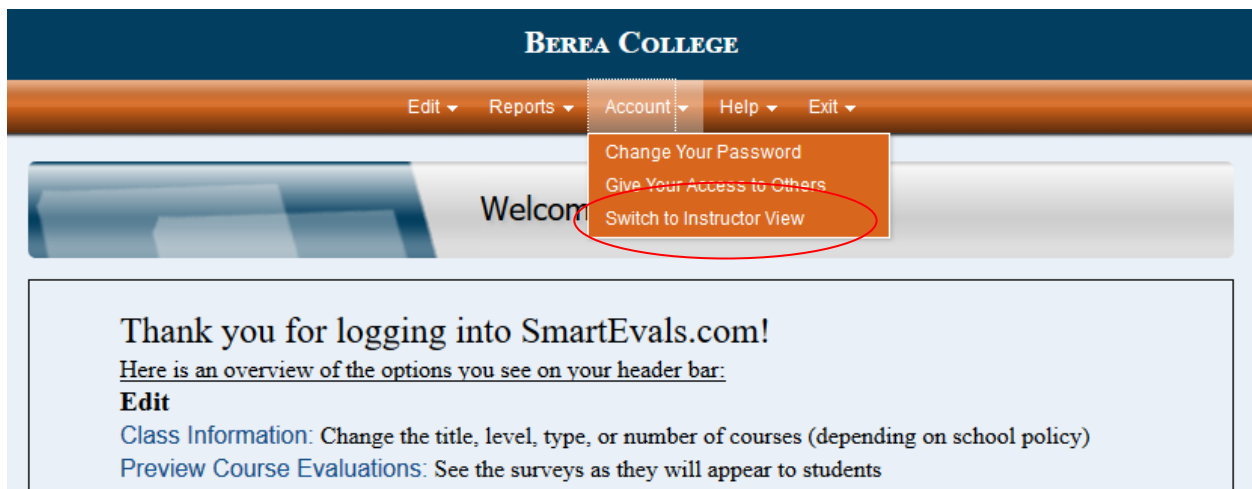 BEREA COLLEGE
Edit Reports Account Help Exit
Change Your Password
Give Your Access to Others
Switch to Instructor View
Welcom
Thank you for logging into SmartEvals.com!
Here is an overview of the options you see on your header bar:
Edit
Class Information: Change the title, level, type, or number of courses (depending on school policy)
Preview Course Evaluations: See the surveys as they will appear to students